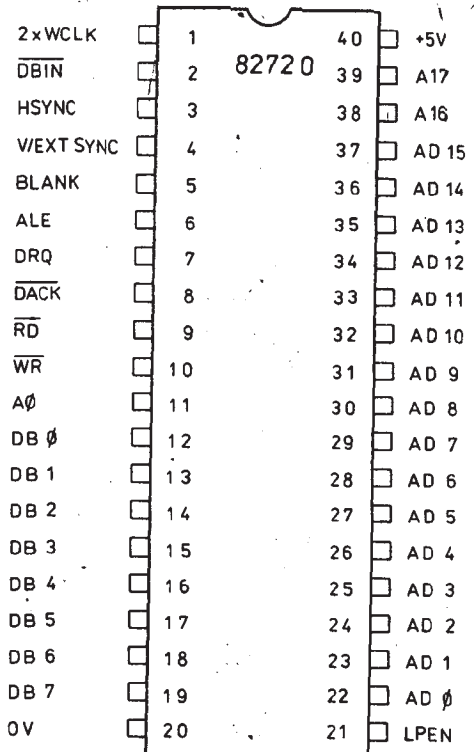 2xWCLK 1 82720 40 +5V
DBIN 2 39 A17
HSYNC 3 38 A16
V/EXT SYNC 4 37 AD 15
BLANK 5 36 AD 14
ALE 6 35 AD 13
DRQ 7 34 AD 12
DACK 8 33 AD 11
RD 9 32 AD 10
WR 10 31 AD 9
AØ 11 30 AD 8
DB Ø 12 29 AD 7
DB 1 13 28 AD 6
DB 2 14 27 AD 5
DB 3 15 26 AD 4
DB 4 16 25 AD 3
DB 5 17 24 AD 2
DB 6 18 23 AD 1
DB 7 19 22 AD Ø
0V 20 21 LPEN